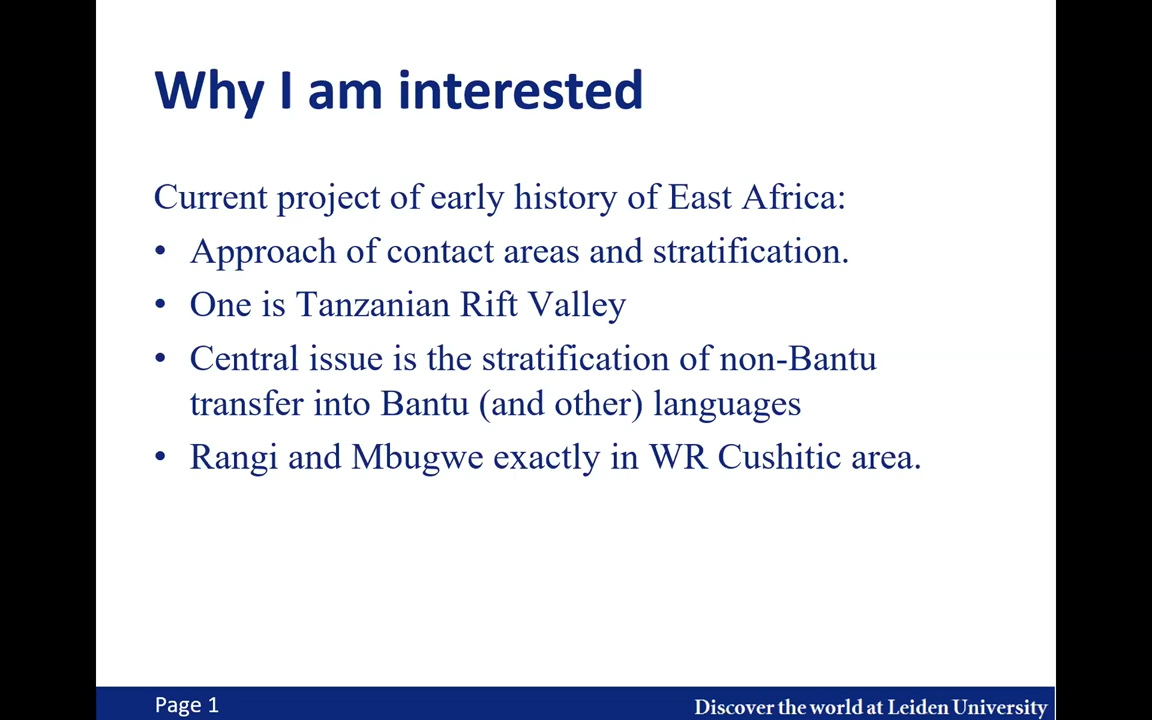 Why I am interested
Current project of early history of East Africa:
• Approach of contact areas and stratification.
• One is Tanzanian Rift Valley
• Central issue is the stratification of non-Bantu
transfer into Bantu (and other) languages
• Rangi and Mbugwe exactly in WR Cushitic area.
Page 1
Discover the world at Leiden University